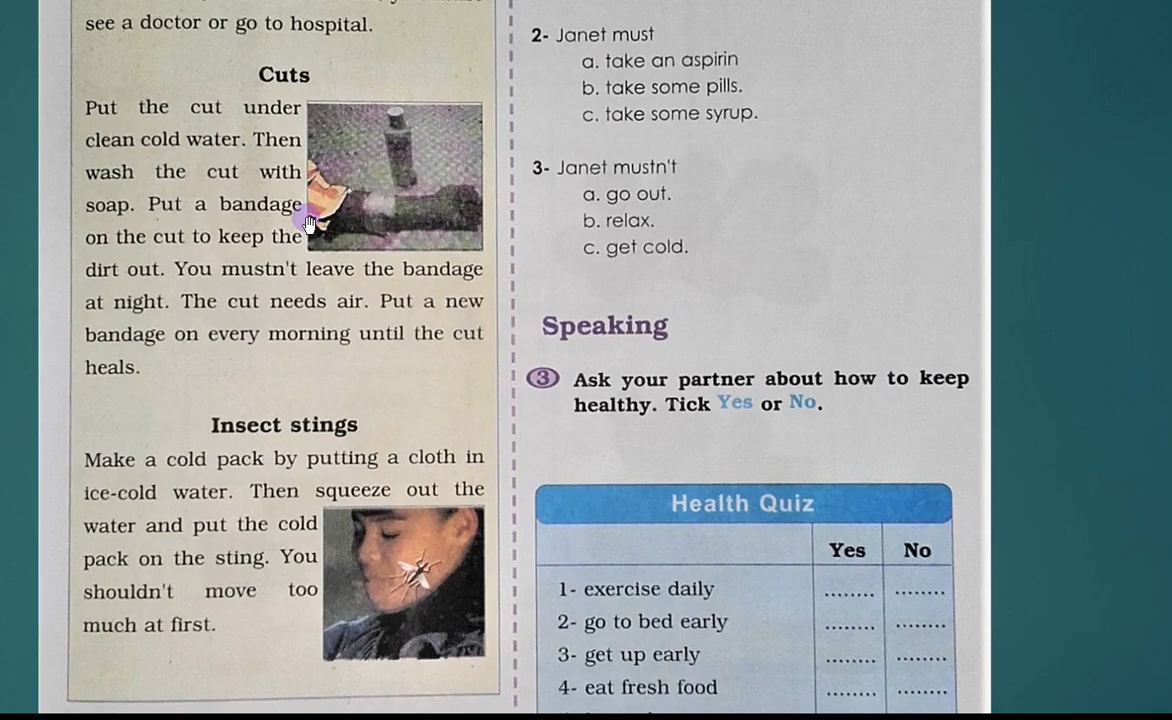 see a doctor or go to hospital.
Cuts
Put the cut under
clean cold water. Then
wash the cut with
soap. Put a bandage
on the cut to keep the
dirt out. You mustn't leave the bandage
at night. The cut needs air. Put a new
bandage on every morning until the cut
heals.
Insect stings
Make a cold pack by putting a cloth in
ice-cold water. Then squeeze out the
water and put the cold
pack on the sting. You
shouldn't move too
much at first.
2- Janet must
a. take an aspirin
b. take some pills.
c. take some syrup.
3- Janet mustn't
a. go out.
b. relax.
c. get cold.
Speaking
3 Ask your partner about how to keep
healthy. Tick Yes or No.
Health Quiz
Yes No
1- exercise daily ........ ........
2- go to bed early ........ ........
3- get up early ........ ........
4- eat fresh food ........ ........